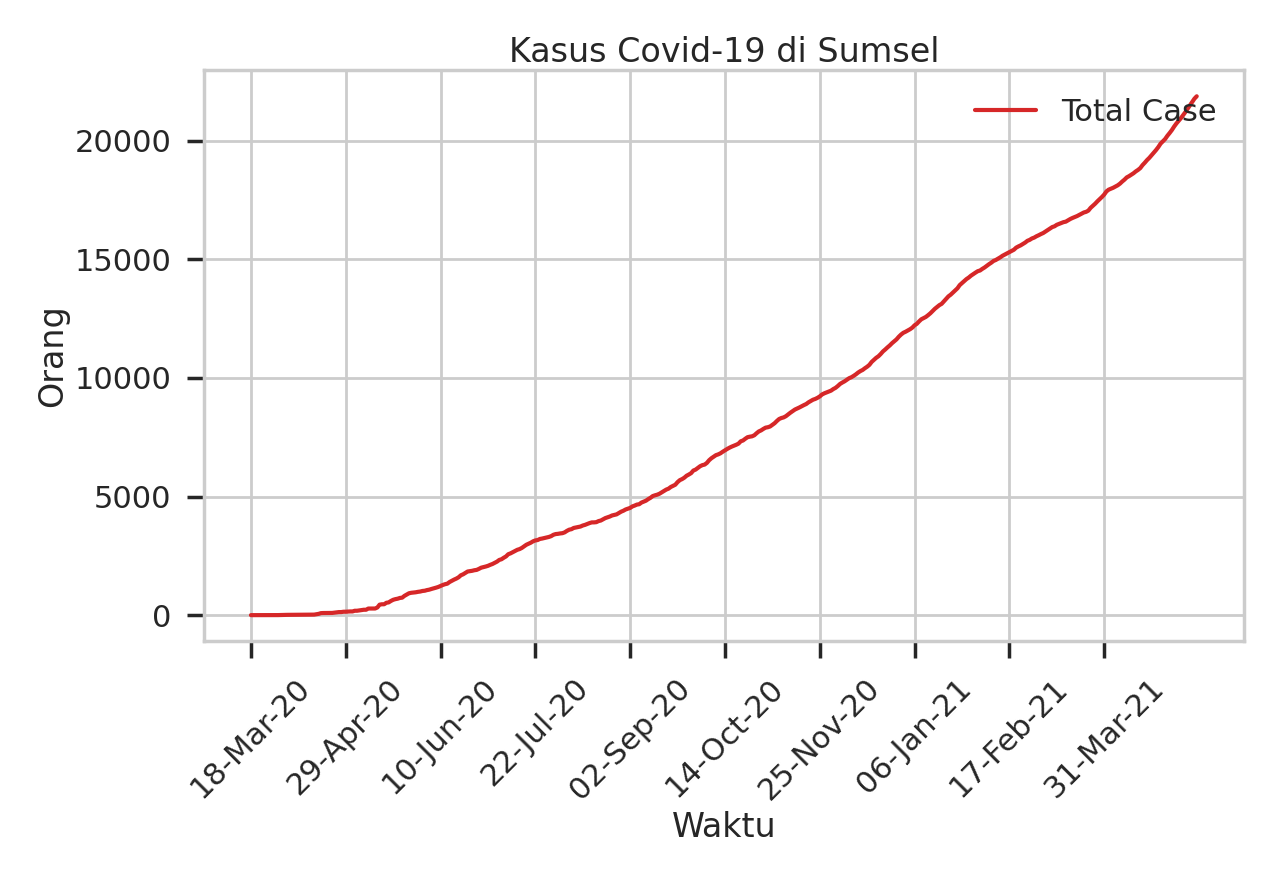 Kasus Covid-19 di Sumsel
Total Case
20000
15000
10000
5000
0
Orang
18-Mar-20
29-Apr-20
10-Jun-20
22-Jul-20
02-Sep-20
14-Oct-20
25-Nov-20
06-Jan-21
17-Feb-21
31-Mar-21
Waktu